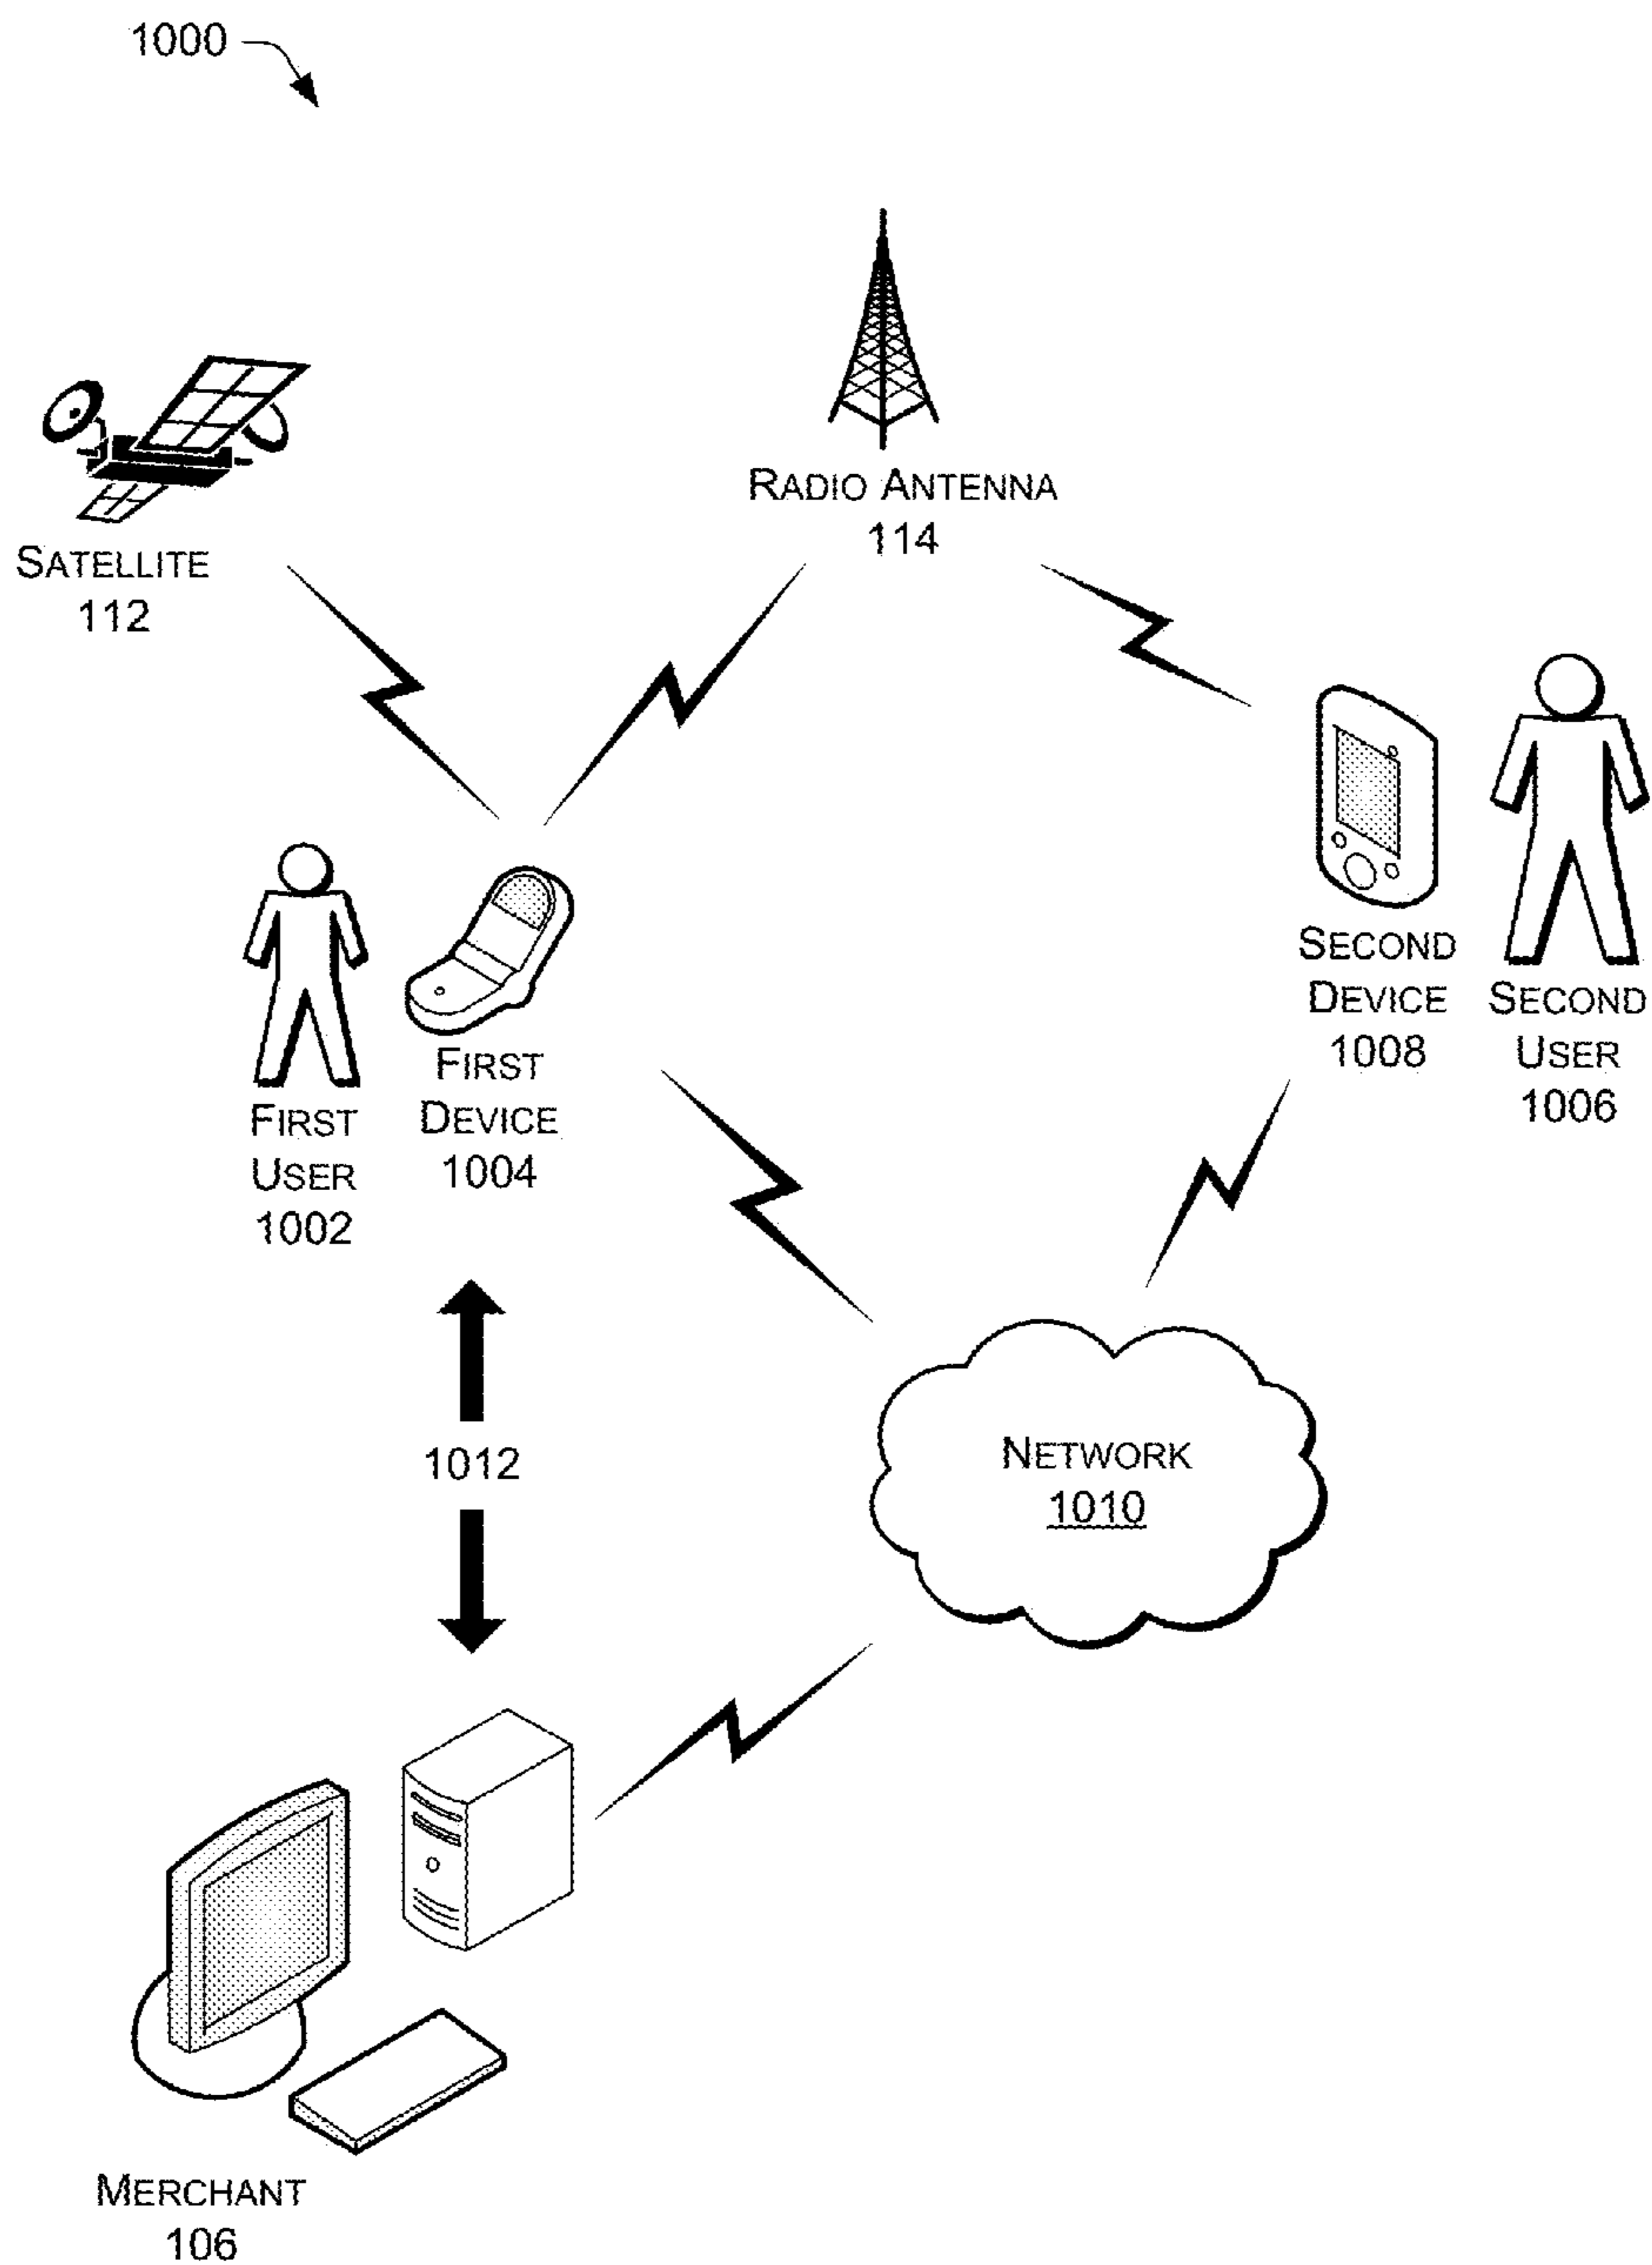 1000
RADIO ANTENNA
114
SATELLITE
112
SECOND
DEVICE
1008
SECOND
USER
1006
FIRST
DEVICE
1004
FIRST
USER
1002
1012
NETWORK
1010
MERCHANT
106